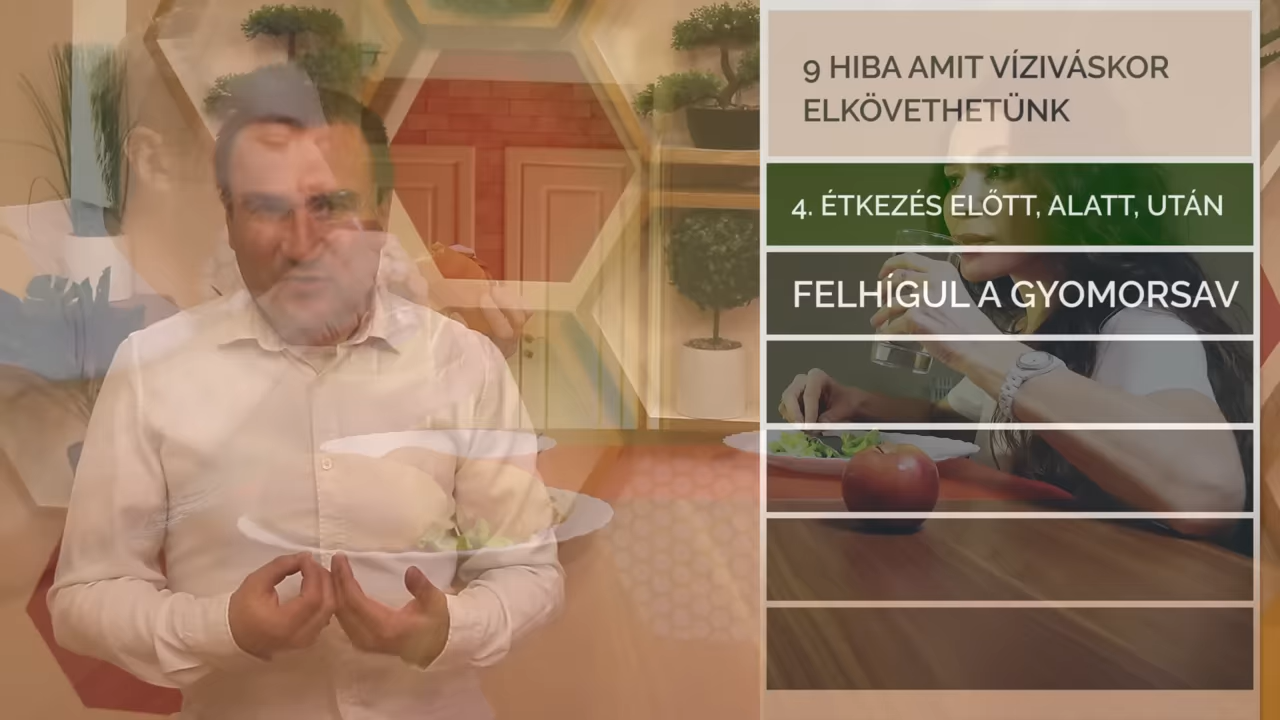 9 HIBA AMIT VÍZIVÁSKOR
ELKÖVETHETÜNK
4. ÉTKEZÉS ELŐTT, ALATT, UTÁN
FELHÍGUL A GYOMORSAV